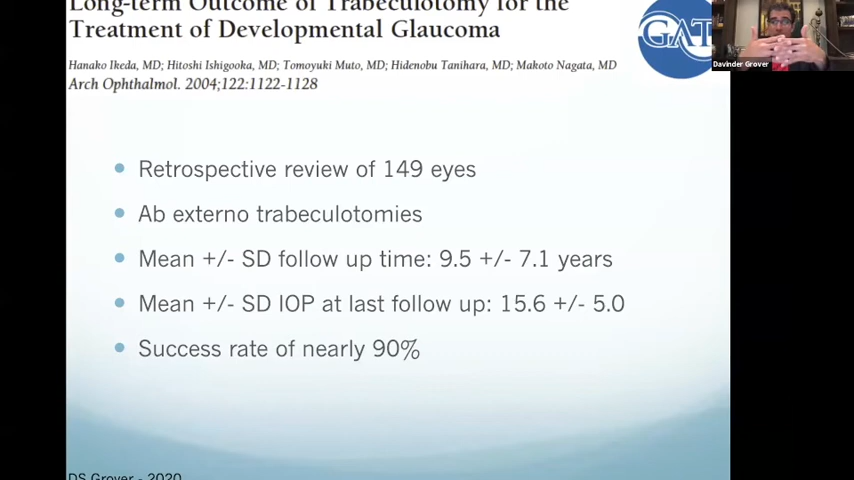 Long-term Outcome of Trabeculotomy for the
Treatment of Developmental Glaucoma
Hanako Ikeda, MD; Hitoshi Ishigooka, MD; Tomoyuki Muto, MD; Hidenobu Tanihara, MD; Makoto Nagata, MD
Arch Ophthalmol. 2004;122:1122-1128
GAT
Davinder Grover
• Retrospective review of 149 eyes
• Ab externo trabeculotomies
• Mean +/- SD follow up time: 9.5 +/- 7.1 years
• Mean +/- SD IOP at last follow up: 15.6 +/- 5.0
• Success rate of nearly 90%
DS Grover - 2020